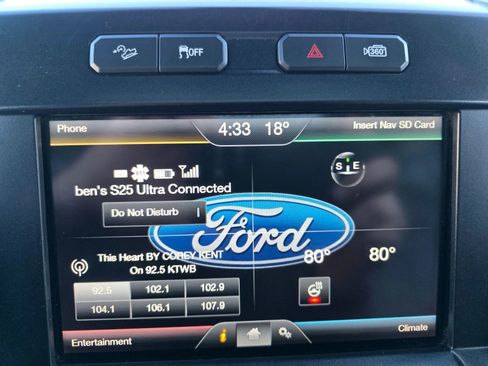 OFF
360°
Phone
4:33 18°
Insert Nav SD Card
S E
ben's S25 Ultra Connected
Do Not Disturb
Ford
This Heart BY COREY KENT
On 92.5 KTWB
80° 80°
92.5 102.1 102.9
104.1 106.1 107.9
Entertainment
i
Climate